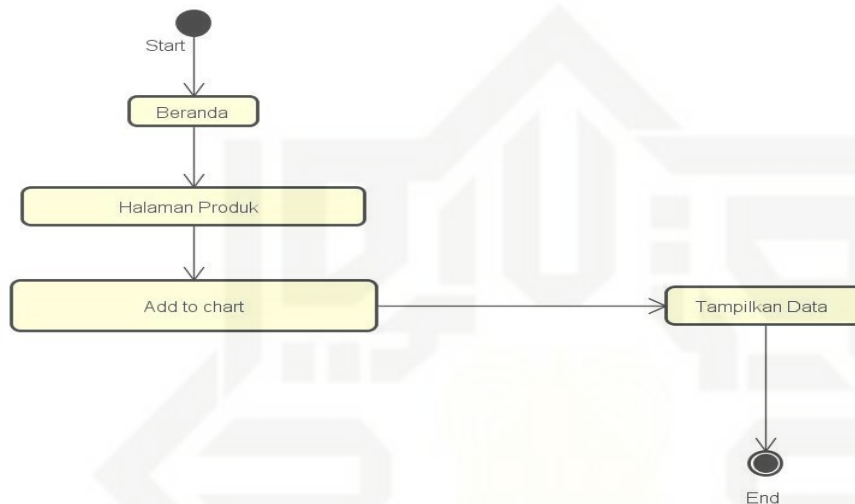 Start
Beranda
Halaman Produk
Add to chart
Tampilkan Data
End